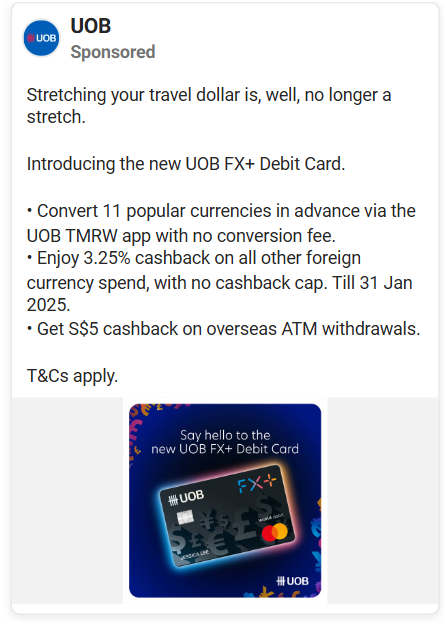 UOB
UOB
Sponsored
Stretching your travel dollar is, well, no longer a
stretch.
Introducing the new UOB FX+ Debit Card.
• Convert 11 popular currencies in advance via the
UOB TMRW app with no conversion fee.
• Enjoy 3.25% cashback on all other foreign
currency spend, with no cashback cap. Till 31 Jan
2025.
• Get S$5 cashback on overseas ATM withdrawals.
T&Cs apply.
Say hello to the
new UOB FX+ Debit Card
UOB
FX+
world debit
JESSICA LEE
UOB